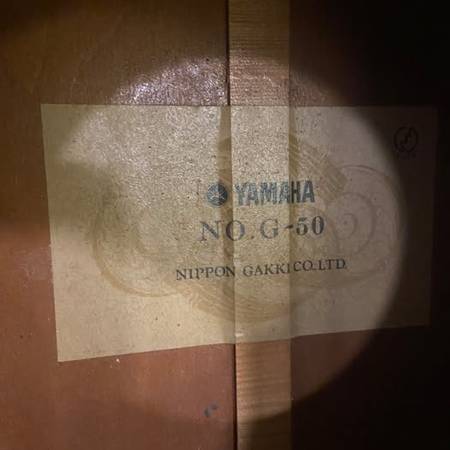 YAMAHA
NO. G-50
NIPPON GAKKI CO. LTD.